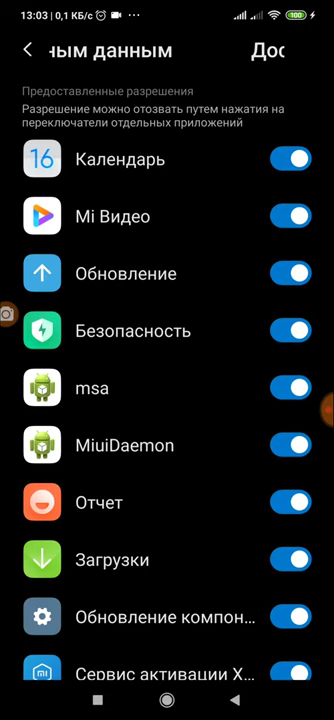 13:03 | 0,1 КБ/с ... 100
ным данным Дос
Предоставленные разрешения
Разрешение можно отозвать путем нажатия на
переключатели отдельных приложений
16 Календарь
Mi Видео
Обновление
Безопасность
msa
MiuiDaemon
Отчет
Загрузки
Обновление компон...
Сервис активации X...